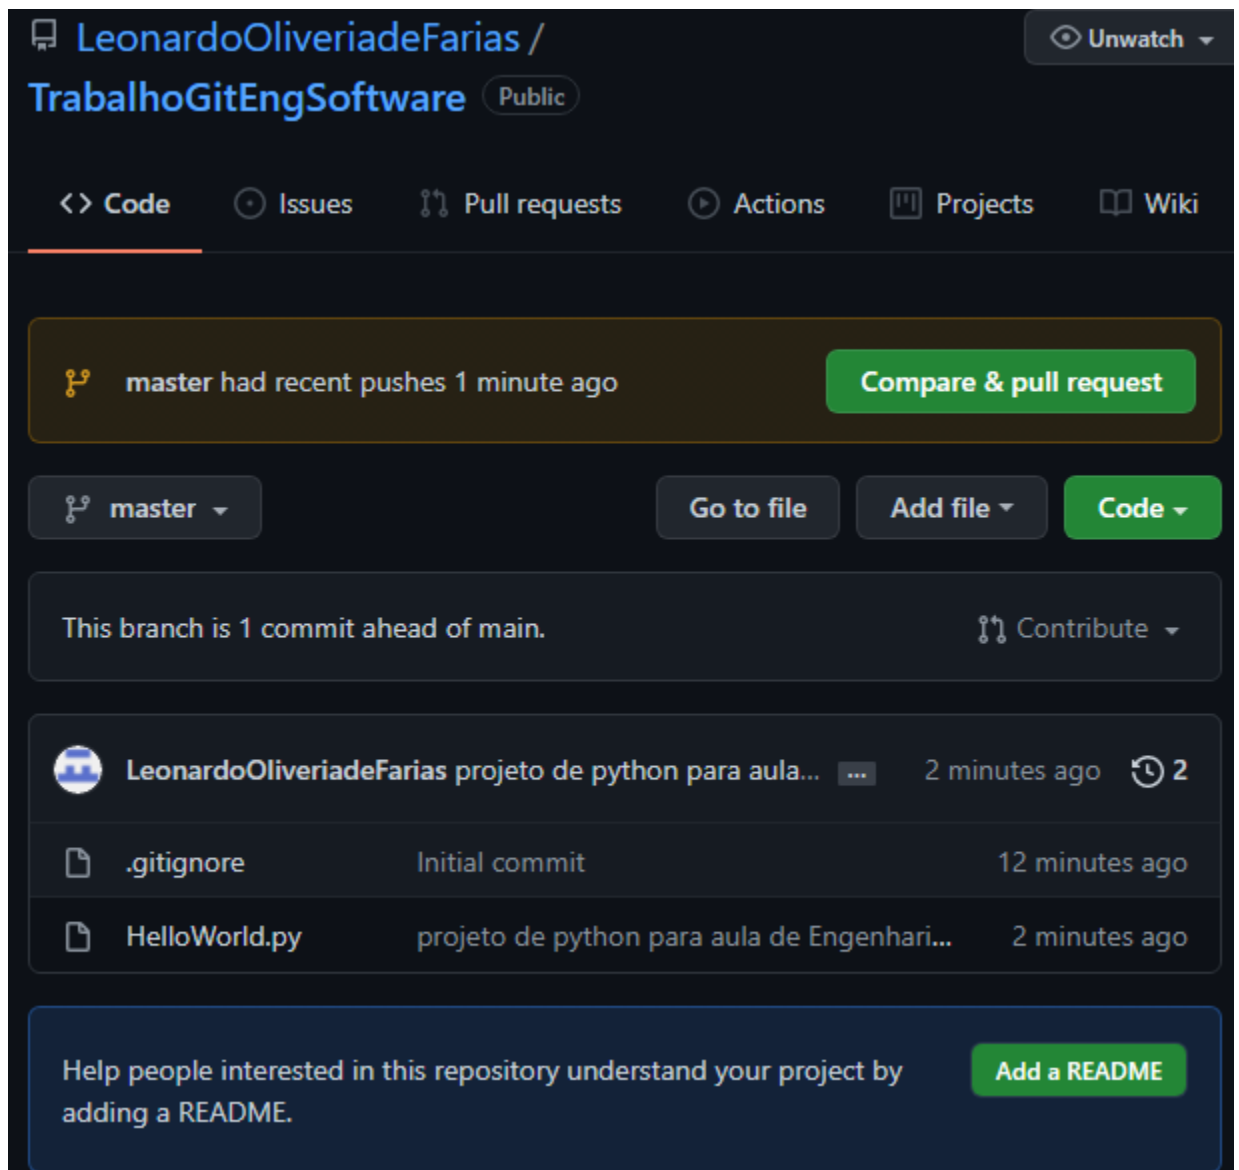 LeonardoOliveriadeFarias /
Unwatch
TrabalhoGitEngSoftware Public
Code Issues Pull requests Actions Projects Wiki
master had recent pushes 1 minute ago Compare & pull request
master Go to file Add file Code
This branch is 1 commit ahead of main. Contribute
LeonardoOliveriadeFarias projeto de python para aula... ... 2 minutes ago 2
.gitignore Initial commit 12 minutes ago
HelloWorld.py projeto de python para aula de Engenhari... 2 minutes ago
Help people interested in this repository understand your project by
adding a README.
Add a README